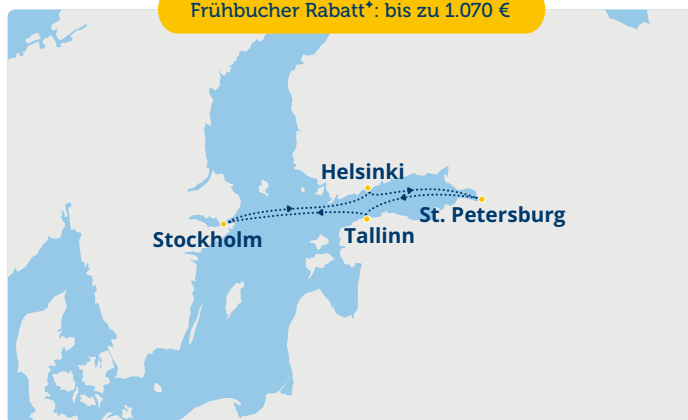 Frühbucher Rabatt✦: bis zu 1.070 €
Helsinki
St. Petersburg
Tallinn
Stockholm